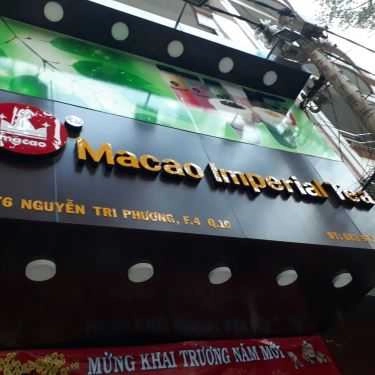 macao
Macao Imperial Tea
76 NGUYỄN TRI PHƯƠNG, F.4 Q.10
MỪNG KHAI TRƯƠNG NĂM MỚI